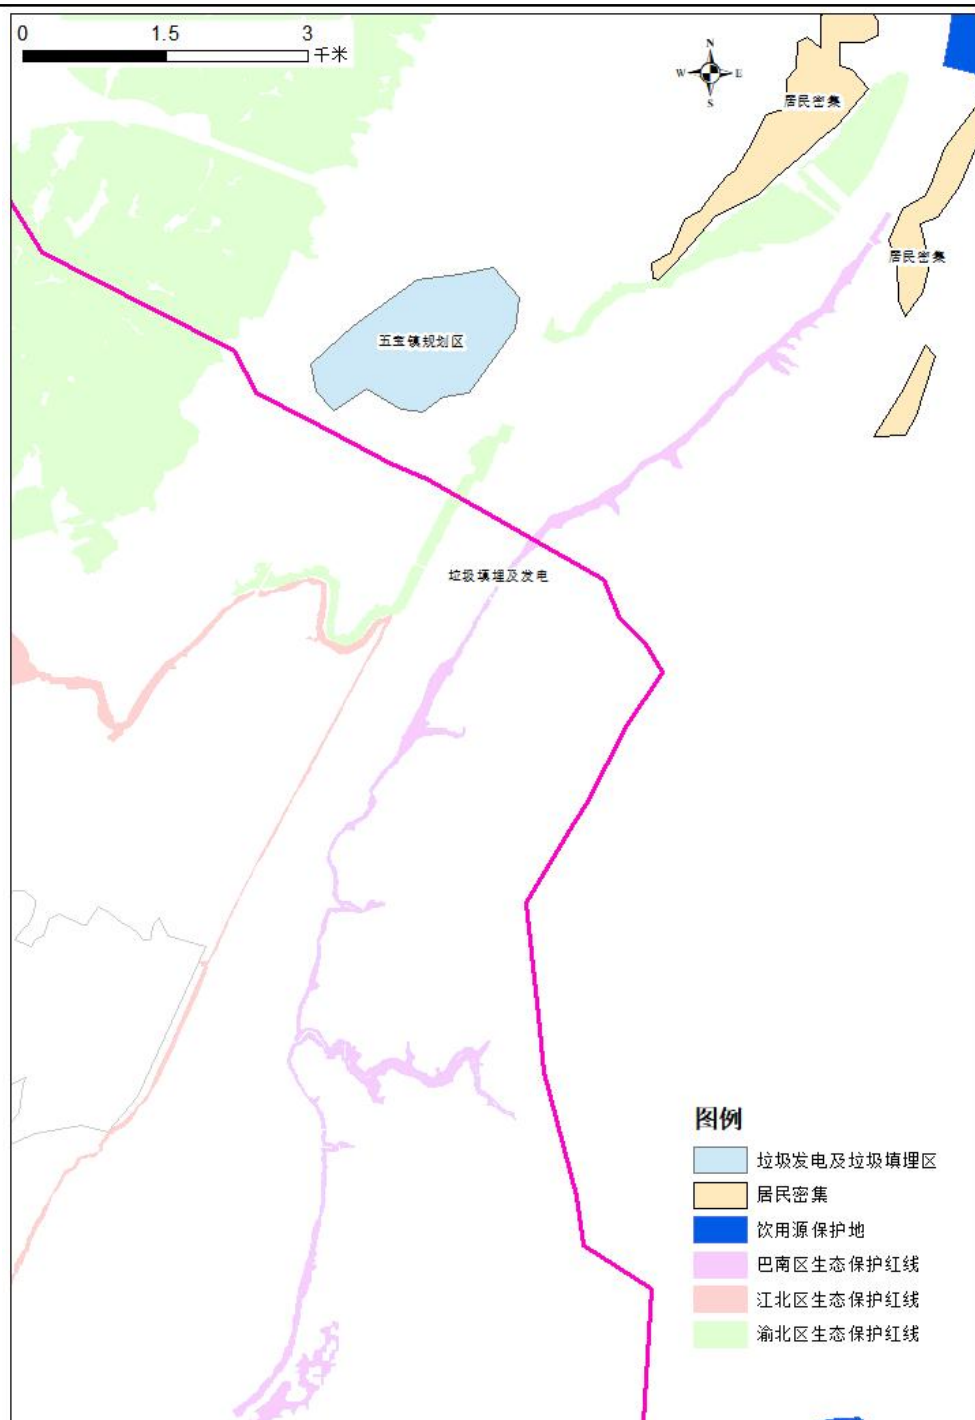 0 1.5 3
千米
N
W E
S
居民密集
居民密集
五宝镇规划区
垃圾填埋及发电
图例
垃圾发电及垃圾填埋区
居民密集
饮用源保护地
巴南区生态保护红线
江北区生态保护红线
渝北区生态保护红线